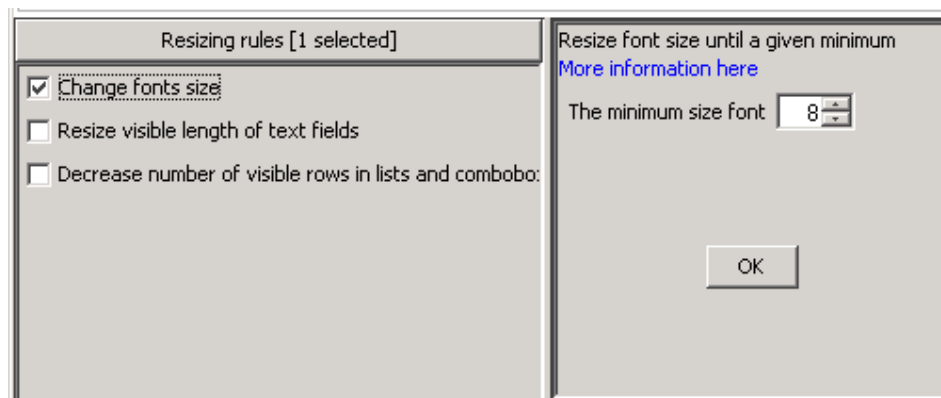 Resizing rules [1 selected]
Change fonts size
Resize visible length of text fields
Decrease number of visible rows in lists and combobo
Resize font size until a given minimum
More information here
The minimum size font 8
OK